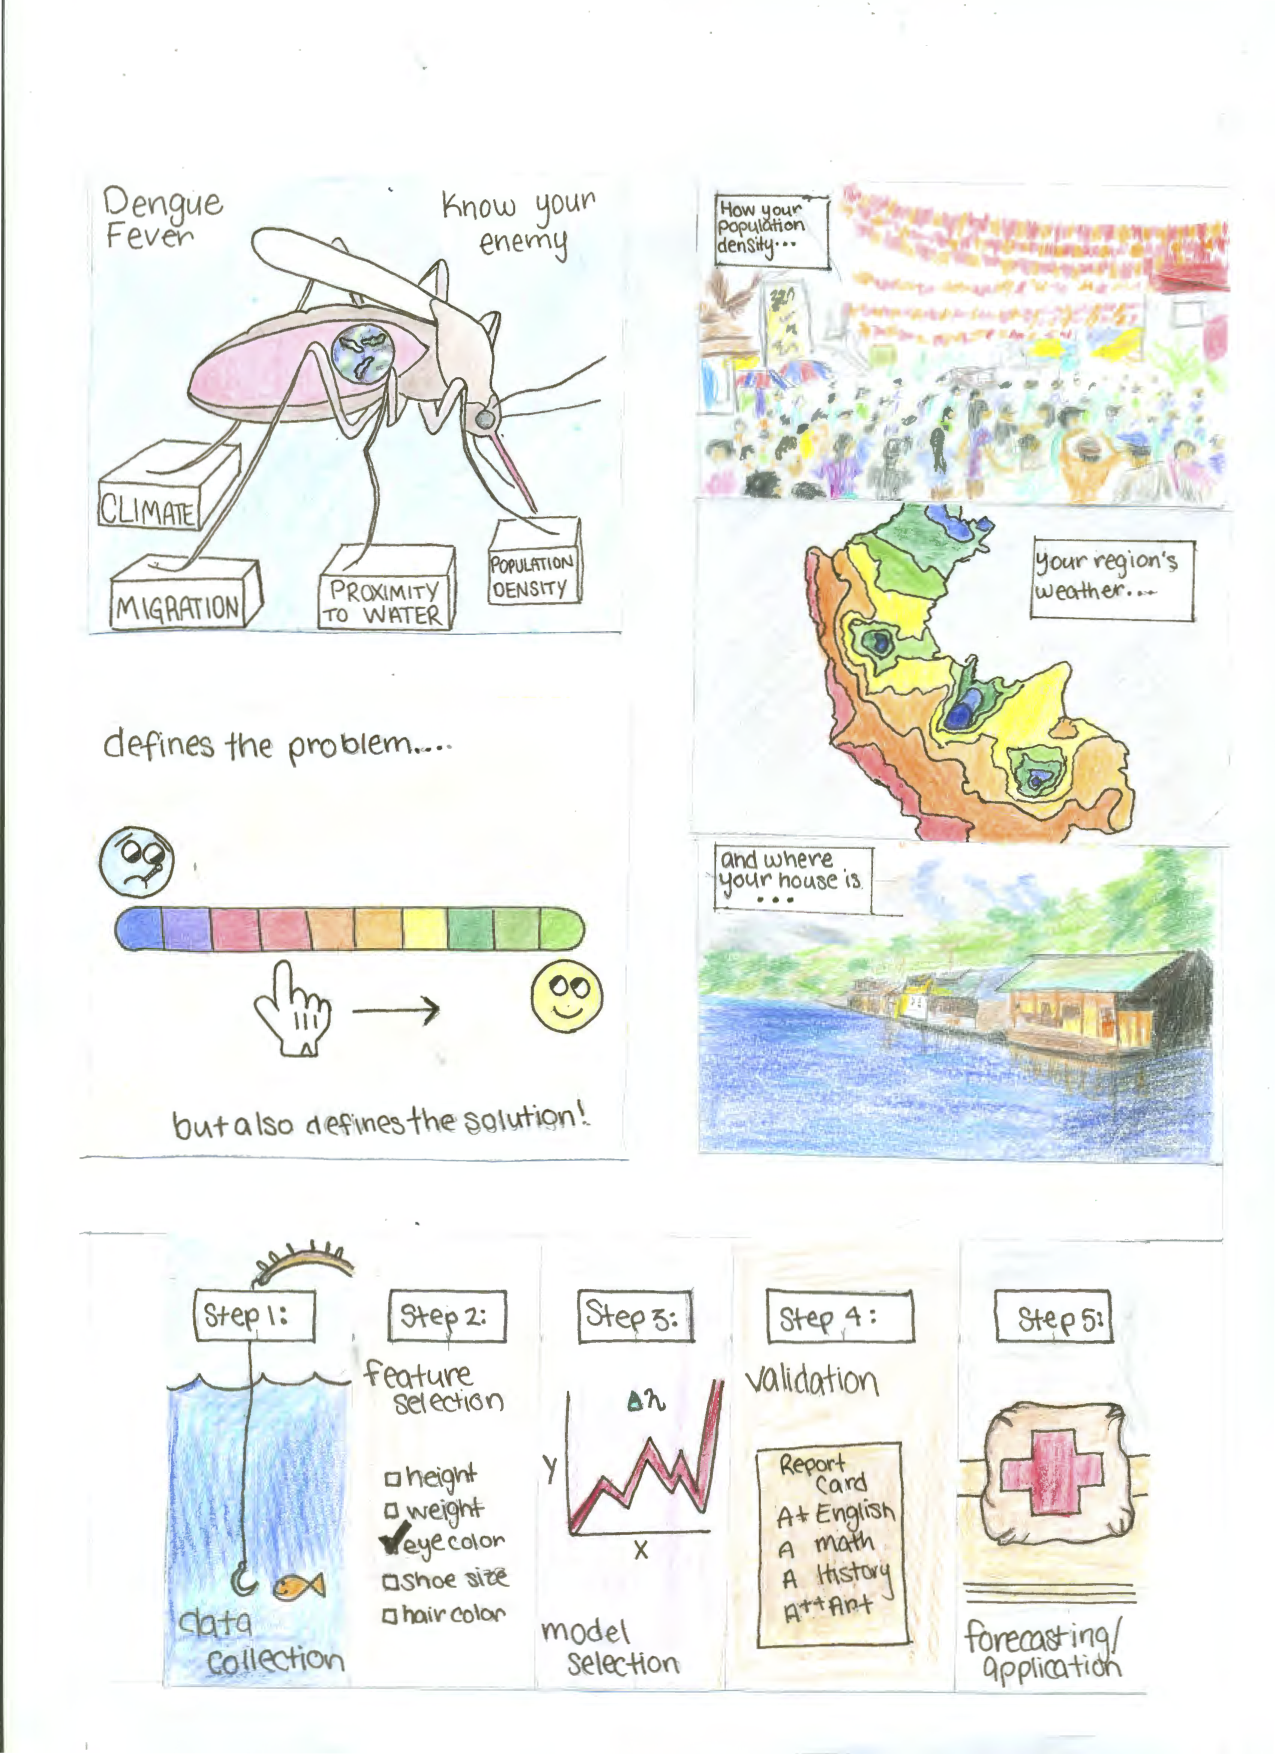 Dengue
Fever
Know your
enemy
CLIMATE
MIGRATION
PROXIMITY
TO WATER
POPULATION
DENSITY
How your
population
density...
your region's
weather...
and where
your house is
...
defines the problem....
but also defines the solution!
Step 1:
data
collection
Step 2:
feature
selection
height
weight
eye color
shoe size
hair color
Step 3:
Y
X
model
selection
Step 4:
validation
Report
Card
A+ English
A math
A History
A++ Art
Step 5:
forecasting/
application